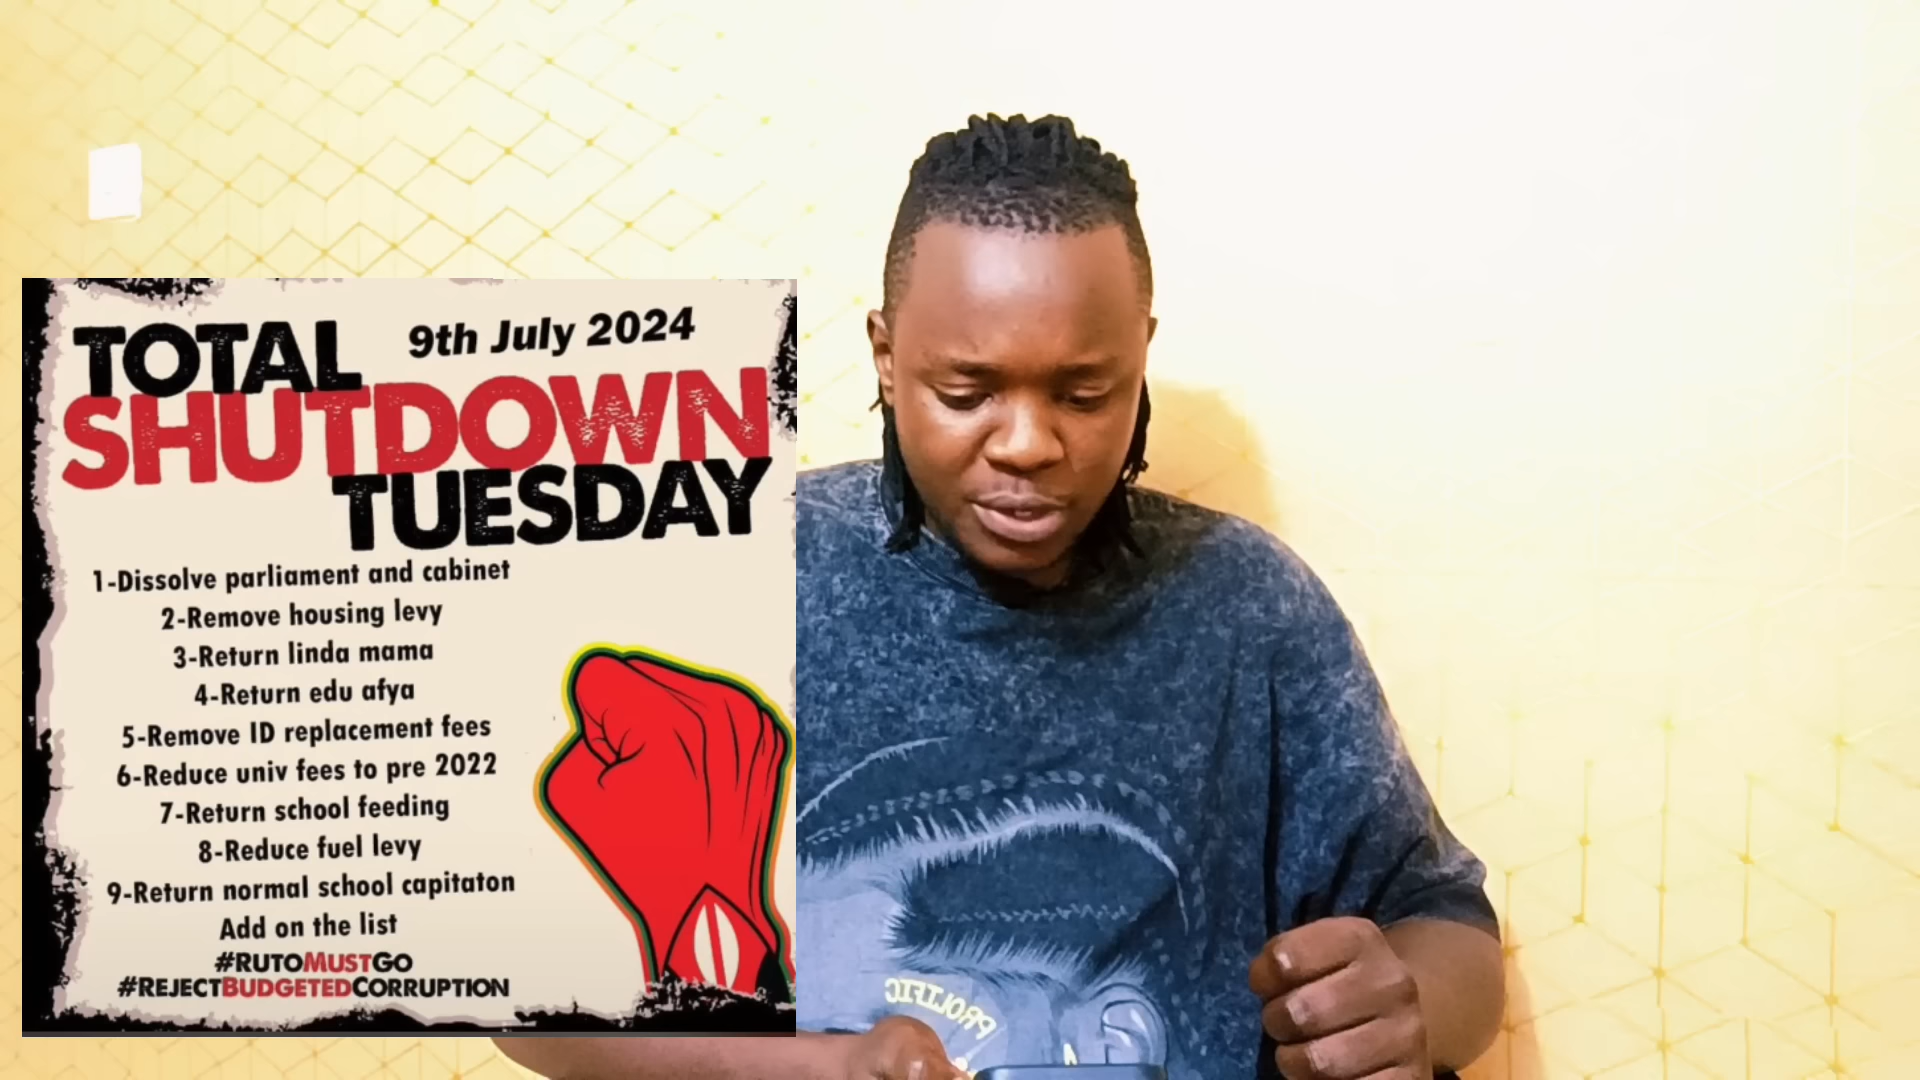 TOTAL
9th July 2024
SHUTDOWN
TUESDAY
1-Dissolve parliament and cabinet
2-Remove housing levy
3-Return linda mama
4-Return edu afya
5-Remove ID replacement fees
6-Reduce univ fees to pre 2022
7-Return school feeding
8-Reduce fuel levy
9-Return normal school capitaton
Add on the list
#RUTOMUSTGO
#REJECTBUDGETEDCORRUPTION
PROLIFIC